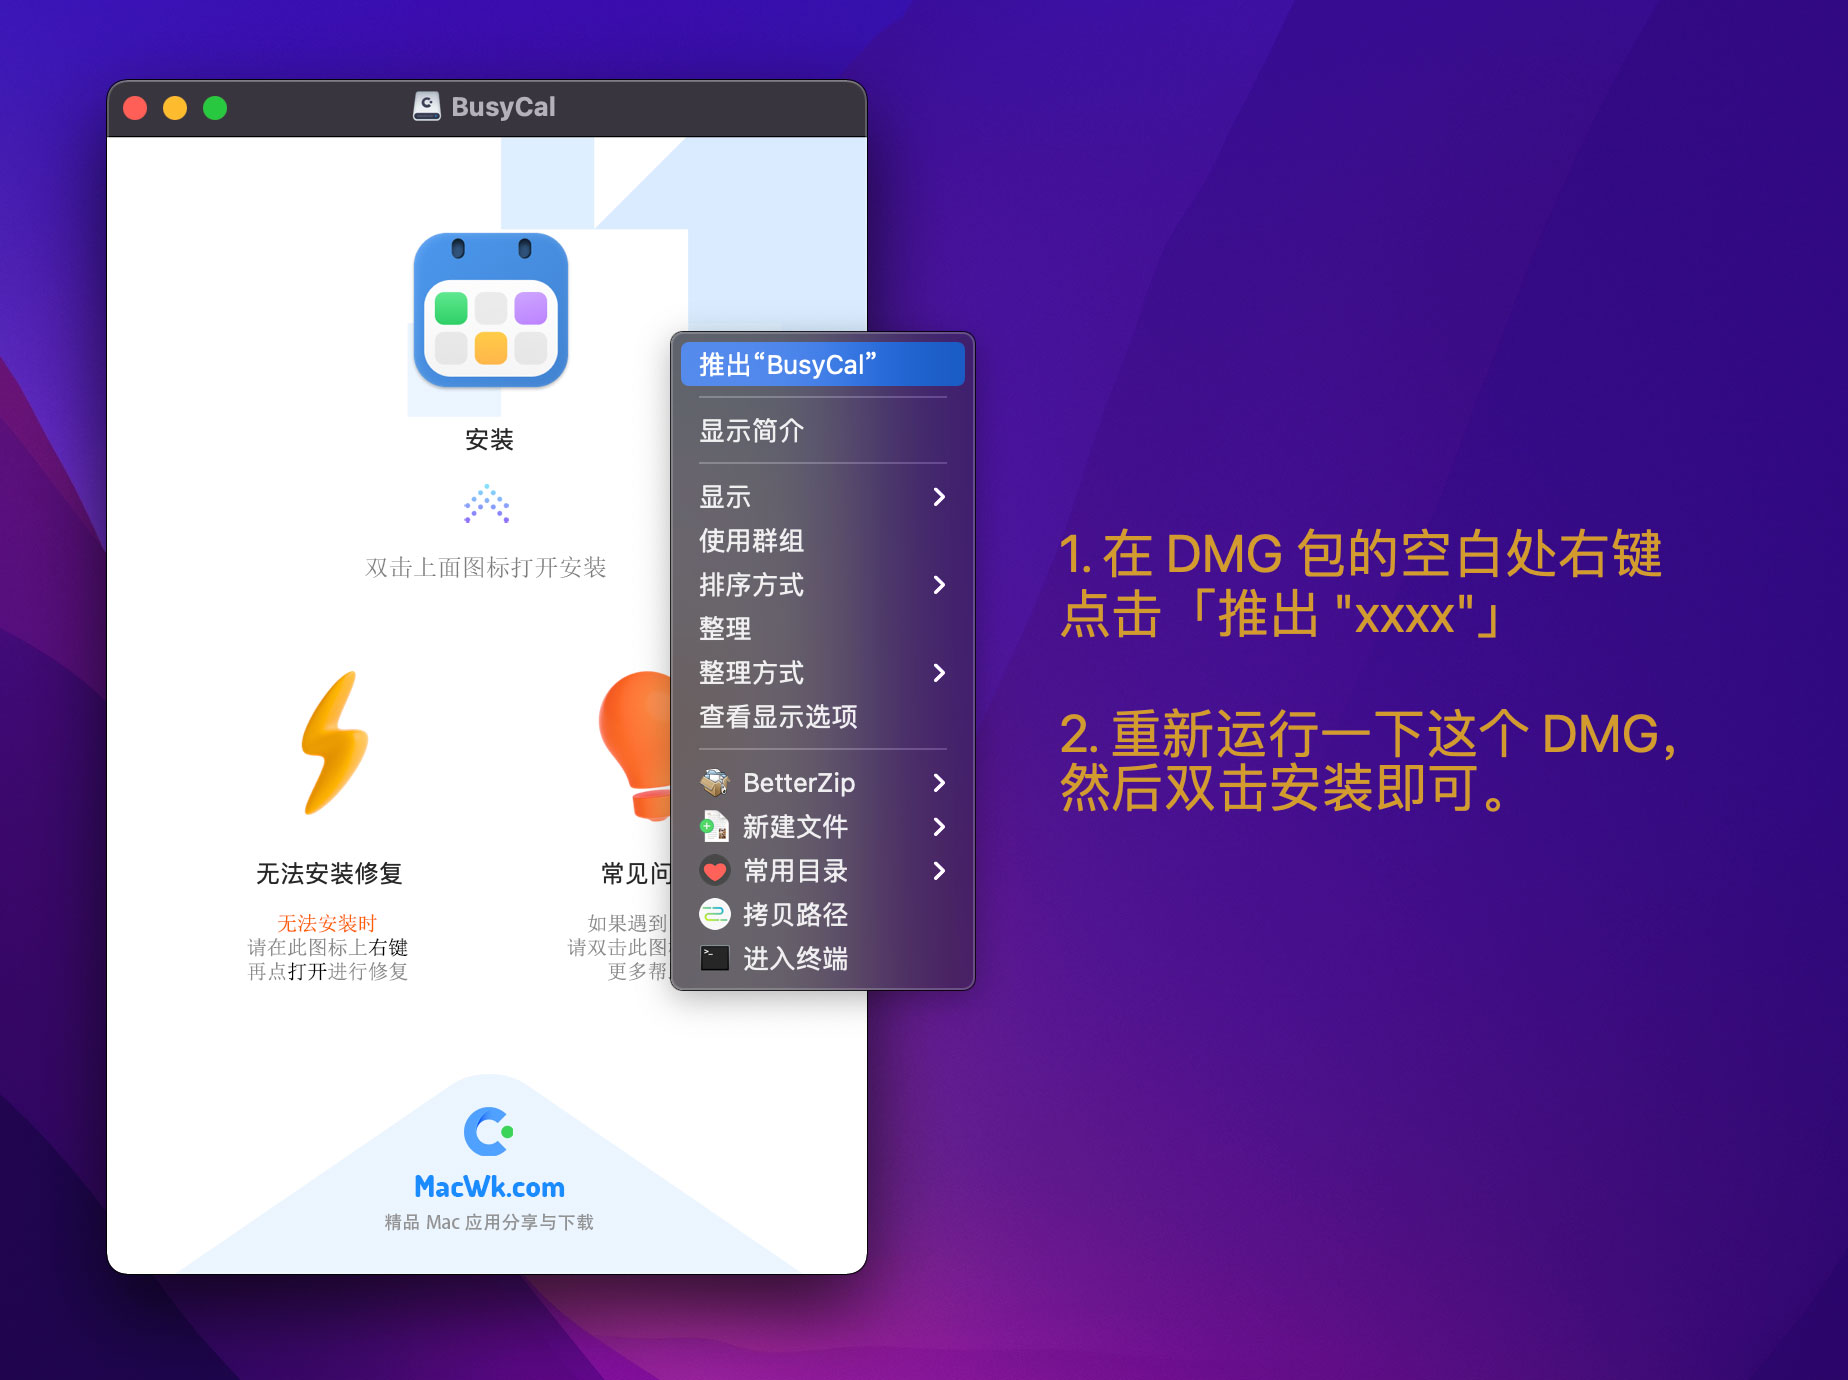 BusyCal
安装
双击上面图标打开安装
无法安装修复
无法安装时
请在此图标上右键
再点打开进行修复
常见问
如果遇到
请双击此图
更多帮
推出“BusyCal”
显示简介
显示
使用群组
排序方式
整理
整理方式
查看显示选项
BetterZip
新建文件
常用目录
拷贝路径
进入终端
1. 在 DMG 包的空白处右键
点击「推出 "xxxx"」
2. 重新运行一下这个 DMG，
然后双击安装即可。
MacWk.com
精品 Mac 应用分享与下载